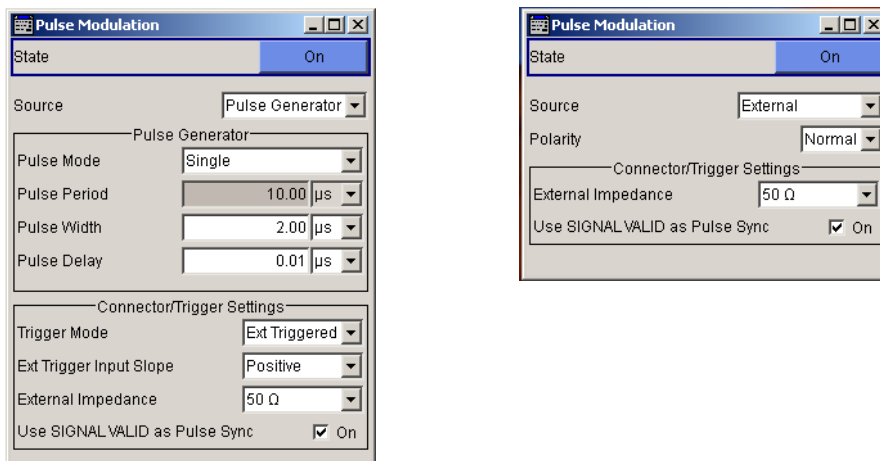 Pulse Modulation
State On
Source Pulse Generator
Pulse Generator
Pulse Mode Single
Pulse Period 10.00 µs
Pulse Width 2.00 µs
Pulse Delay 0.01 µs
Connector/Trigger Settings
Trigger Mode Ext Triggered
Ext Trigger Input Slope Positive
External Impedance 50 Ω
Use SIGNAL VALID as Pulse Sync On
Pulse Modulation
State On
Source External
Polarity Normal
Connector/Trigger Settings
External Impedance 50 Ω
Use SIGNAL VALID as Pulse Sync On